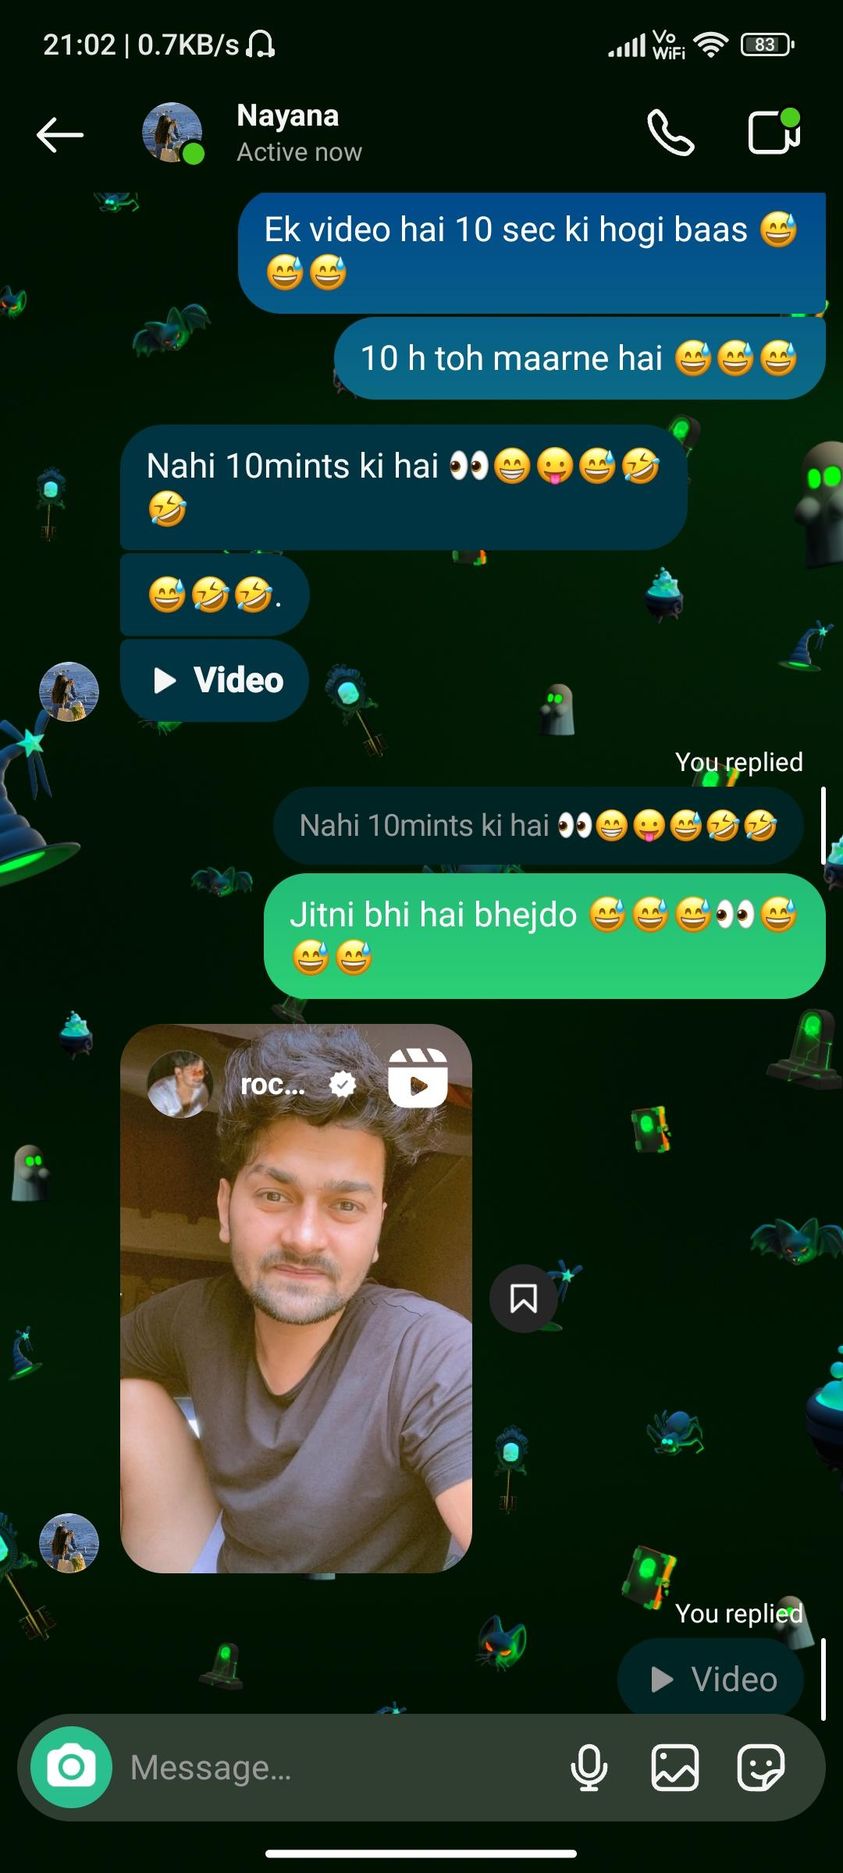 21:02 | 0.7KB/s
Vo
WiFi
83
Nayana
Active now
Ek video hai 10 sec ki hogi baas 😅
😅😅
10 h toh maarne hai 😅😅😅
Nahi 10mints ki hai 👀😁😛😅🤣
🤣
😅🤣🤣.
Video
You replied
Nahi 10mints ki hai 👀😁😛😅🤣🤣
Jitni bhi hai bhejdo 😅😅😅👀😅
😅😅
roc...
You replied
Video
Message...